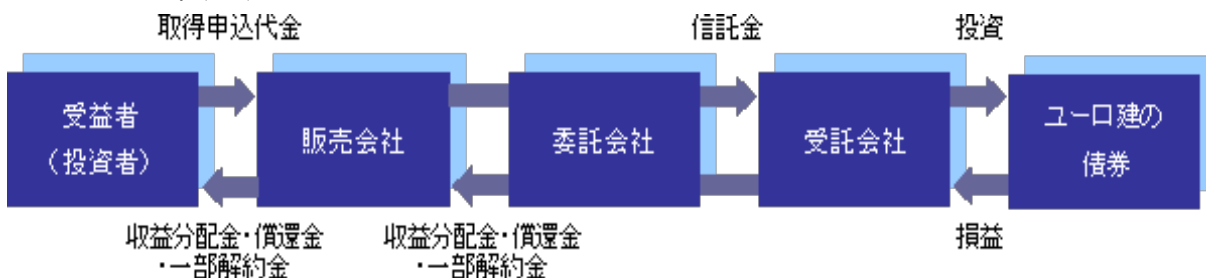 取得申込代金
信託金
投資
受益者
（投資者）
販売会社
委託会社
受託会社
ユーロ建の
債券
収益分配金・償還金
・一部解約金
収益分配金・償還金
・一部解約金
損益